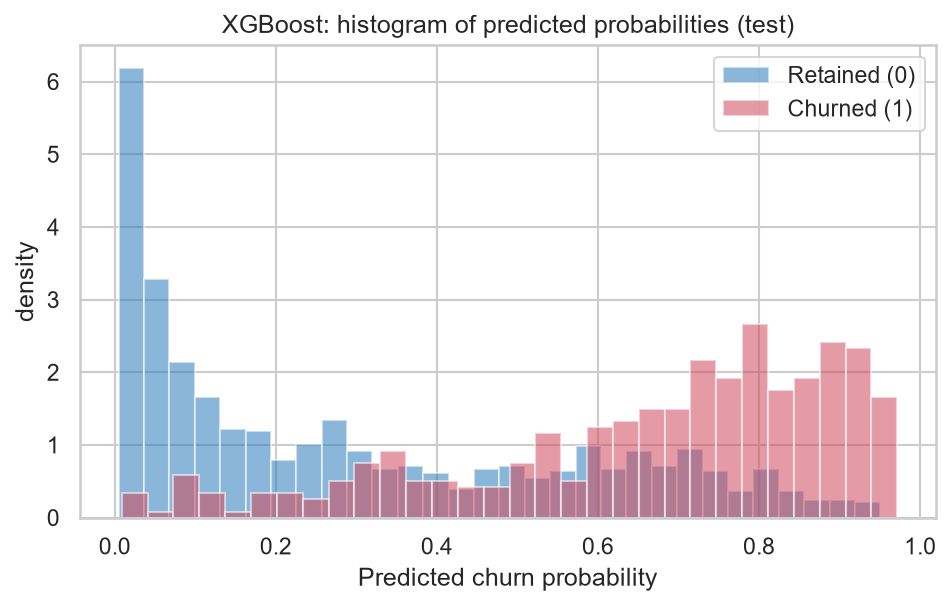 XGBoost: histogram of predicted probabilities (test)
Retained (0)
Churned (1)
density
6
5
4
3
2
1
0
0.0 0.2 0.4 0.6 0.8 1.0
Predicted churn probability